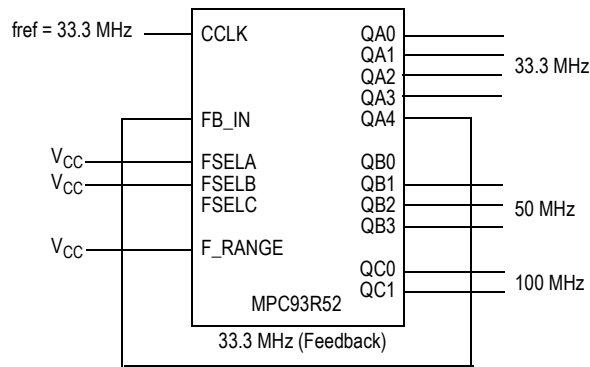 fref = 33.3 MHz
CCLK
FB_IN
VCC
FSELA
VCC
FSELB
FSELC
VCC
F_RANGE
QA0
QA1
QA2
QA3
QA4
33.3 MHz
QB0
QB1
QB2
QB3
50 MHz
QC0
QC1
100 MHz
MPC93R52
33.3 MHz (Feedback)